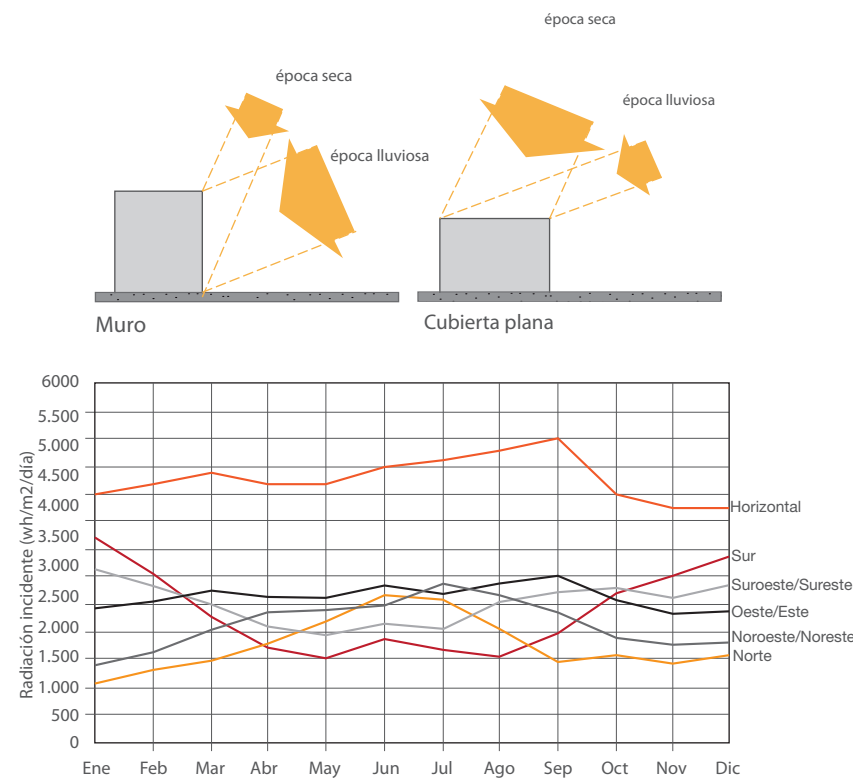 época seca
época seca
época lluviosa
época lluviosa
Muro
Cubierta plana
Radiación incidente (wh/m2/día)
6000
5.500
5.000
4.500
4.000
3.500
3.000
2.500
2.000
1.500
1.000
500
0
Horizontal
Sur
Suroeste/Sureste
Oeste/Este
Noroeste/Noreste
Norte
Ene Feb Mar Abr May Jun Jul Ago Sep Oct Nov Dic